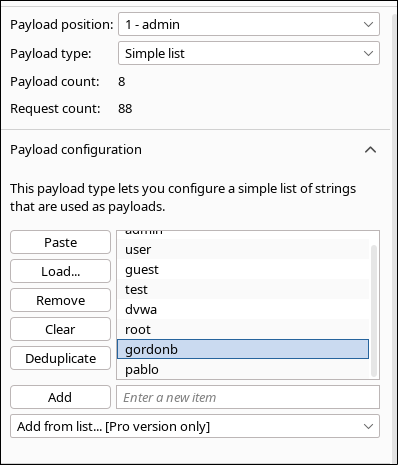 Payload position: 1 - admin
Payload type: Simple list
Payload count: 8
Request count: 88
Payload configuration
This payload type lets you configure a simple list of strings
that are used as payloads.
Paste
Load...
Remove
Clear
Deduplicate
admin
user
guest
test
dvwa
root
gordonb
pablo
Add
Enter a new item
Add from list... [Pro version only]